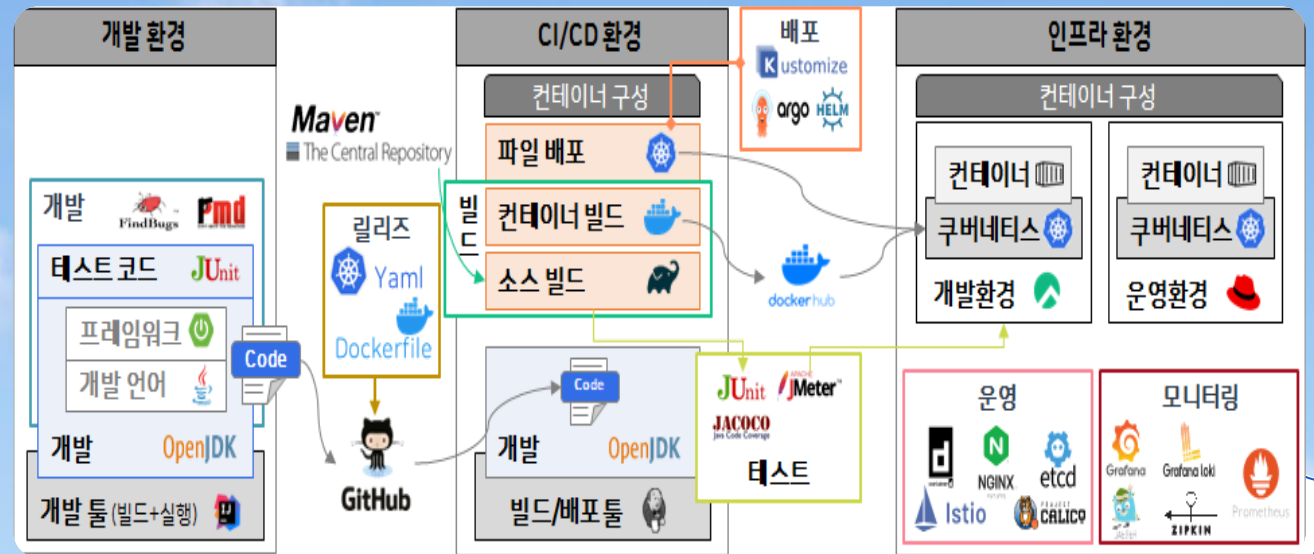 개발 환경
개발
FindBugs
Pmd
테스트 코드
JUnit
프레임워크
개발 언어
Code
개발
OpenJDK
개발 툴 (빌드+실행)
Maven™
The Central Repository
릴리즈
Yaml
Dockerfile
GitHub
CI/CD 환경
컨테이너 구성
파일 배포
빌드
컨테이너 빌드
소스 빌드
Code
개발
OpenJDK
빌드/배포툴
배포
Kustomize
argo
HELM
dockerhub
JUnit
APACHE
JMeter™
JACOCO
Java Code Coverage
테스트
인프라 환경
컨테이너 구성
컨테이너
쿠버네티스
개발환경
컨테이너
쿠버네티스
운영환경
운영
NGINX
etcd
Istio
CALICO
모니터링
Grafana
Grafana loki
Prometheus
ZIPKIN